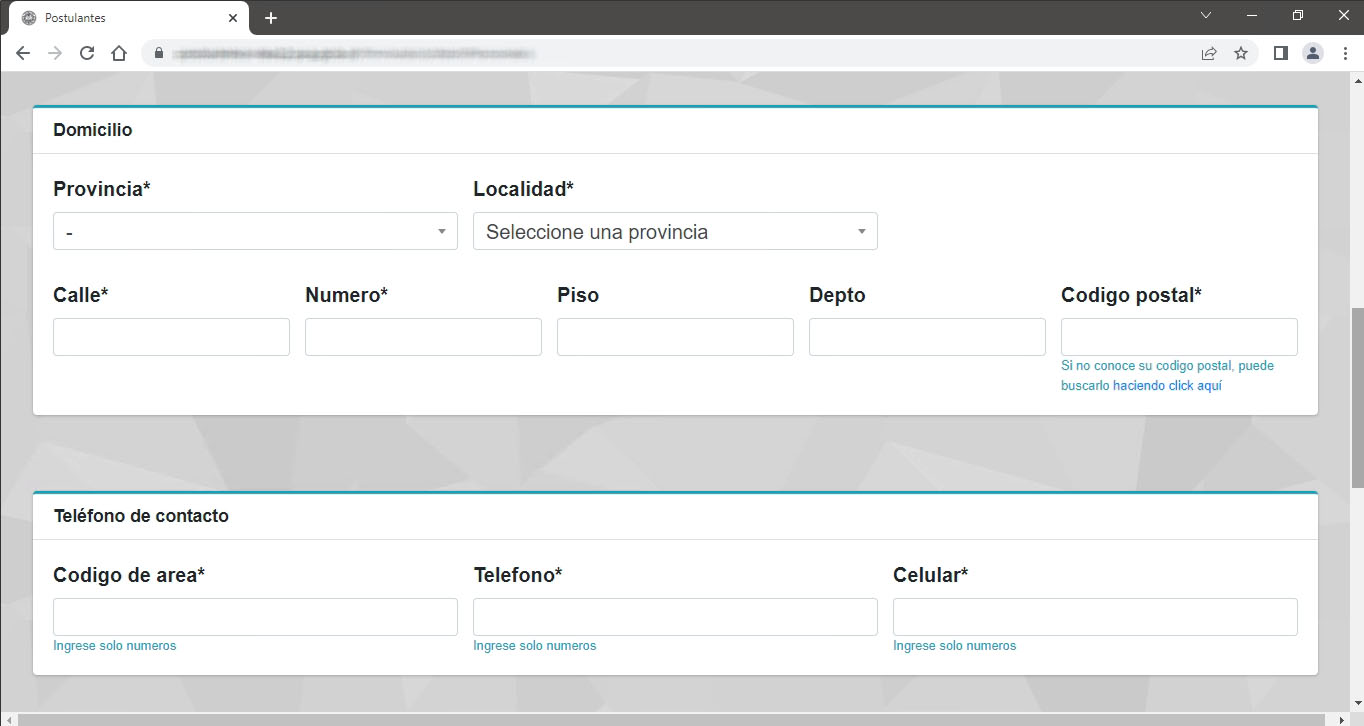 Postulantes
Domicilio
Provincia* Localidad*
- Seleccione una provincia
Calle* Numero* Piso Depto Codigo postal*
Si no conoce su codigo postal, puede
buscarlo haciendo click aquí
Teléfono de contacto
Codigo de area* Telefono* Celular*
Ingrese solo numeros Ingrese solo numeros Ingrese solo numeros